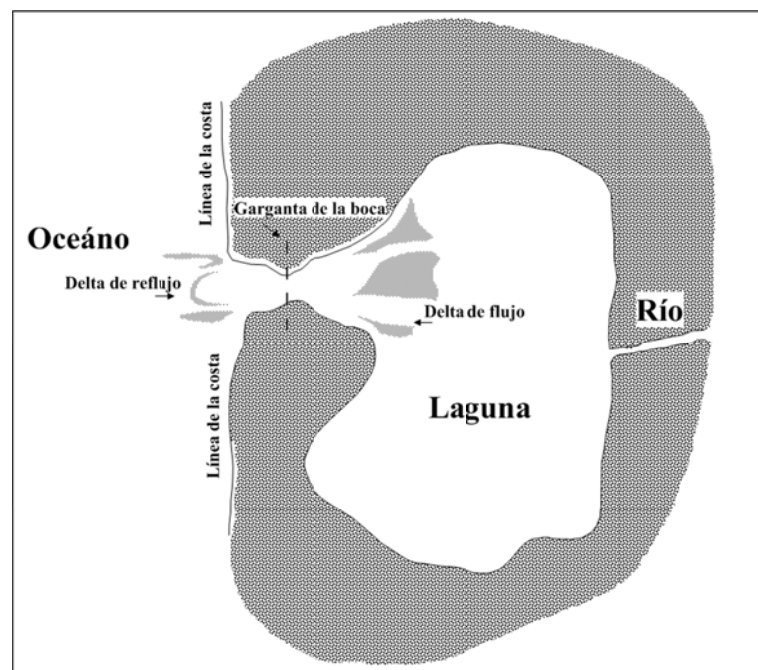 Línea de la costa
Garganta de la boca
Oceáno
Delta de reflujo
Delta de flujo
Río
Laguna
Línea de la costa